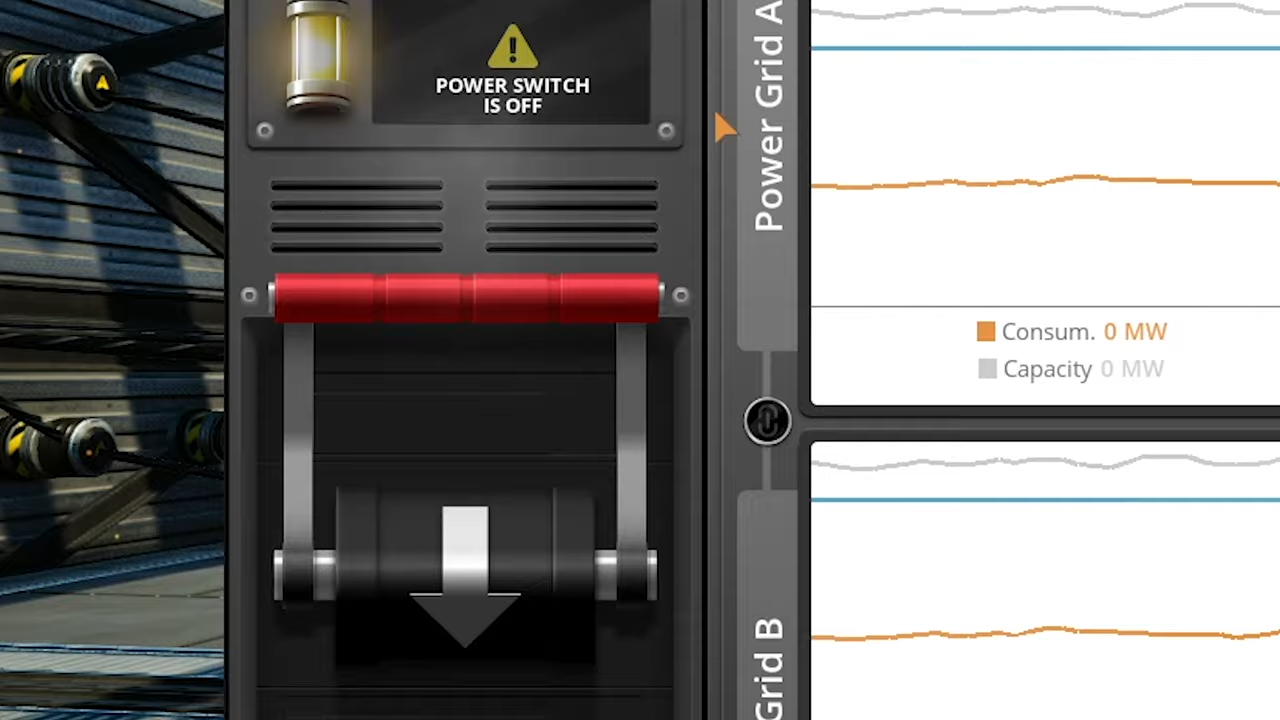 POWER SWITCH
IS OFF
Power Grid A
Consum. 0 MW
Capacity 0 MW
Grid B